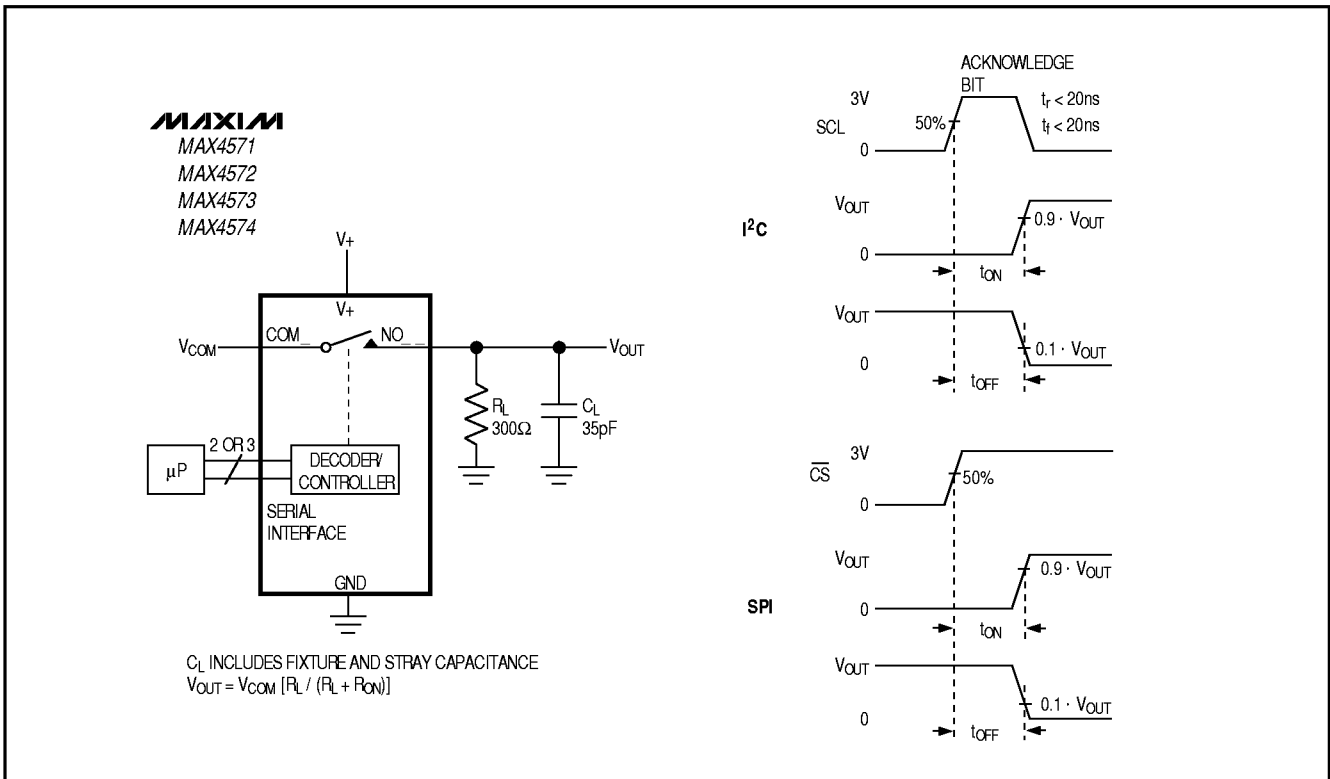 MAXIM
MAX4571
MAX4572
MAX4573
MAX4574
V+
V+
VCOM
COM_
NO_ _
VOUT
RL
300Ω
CL
35pF
µP
2 OR 3
DECODER/
CONTROLLER
SERIAL
INTERFACE
GND
CL INCLUDES FIXTURE AND STRAY CAPACITANCE
VOUT = VCOM [RL / (RL + RON)]
ACKNOWLEDGE
BIT
3V
SCL
50%
0
tr < 20ns
tf < 20ns
I²C
VOUT
0.9 · VOUT
0
tON
VOUT
0.1 · VOUT
0
tOFF
3V
CS
50%
0
SPI
VOUT
0.9 · VOUT
0
tON
VOUT
0.1 · VOUT
0
tOFF